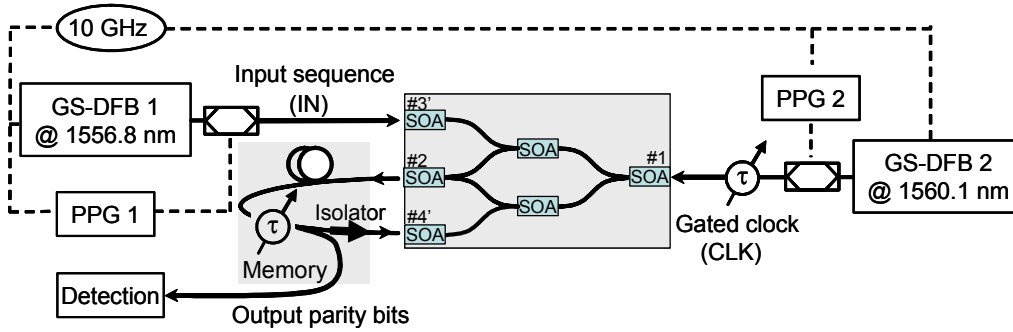 10 GHz
GS-DFB 1
@ 1556.8 nm
PPG 1
Input sequence
(IN)
#3'
SOA
#2
SOA
#4'
SOA
SOA
SOA
#1
SOA
τ
Isolator
Memory
Detection
Output parity bits
τ
Gated clock
(CLK)
PPG 2
GS-DFB 2
@ 1560.1 nm